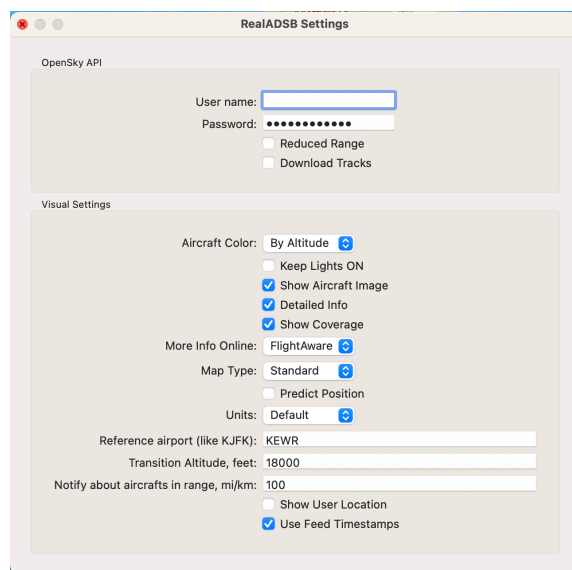 RealADSB Settings
OpenSky API
User name:
Password: ••••••••••••
Reduced Range
Download Tracks
Visual Settings
Aircraft Color: By Altitude
Keep Lights ON
Show Aircraft Image
Detailed Info
Show Coverage
More Info Online: FlightAware
Map Type: Standard
Predict Position
Units: Default
Reference airport (like KJFK): KEWR
Transition Altitude, feet: 18000
Notify about aircrafts in range, mi/km: 100
Show User Location
Use Feed Timestamps